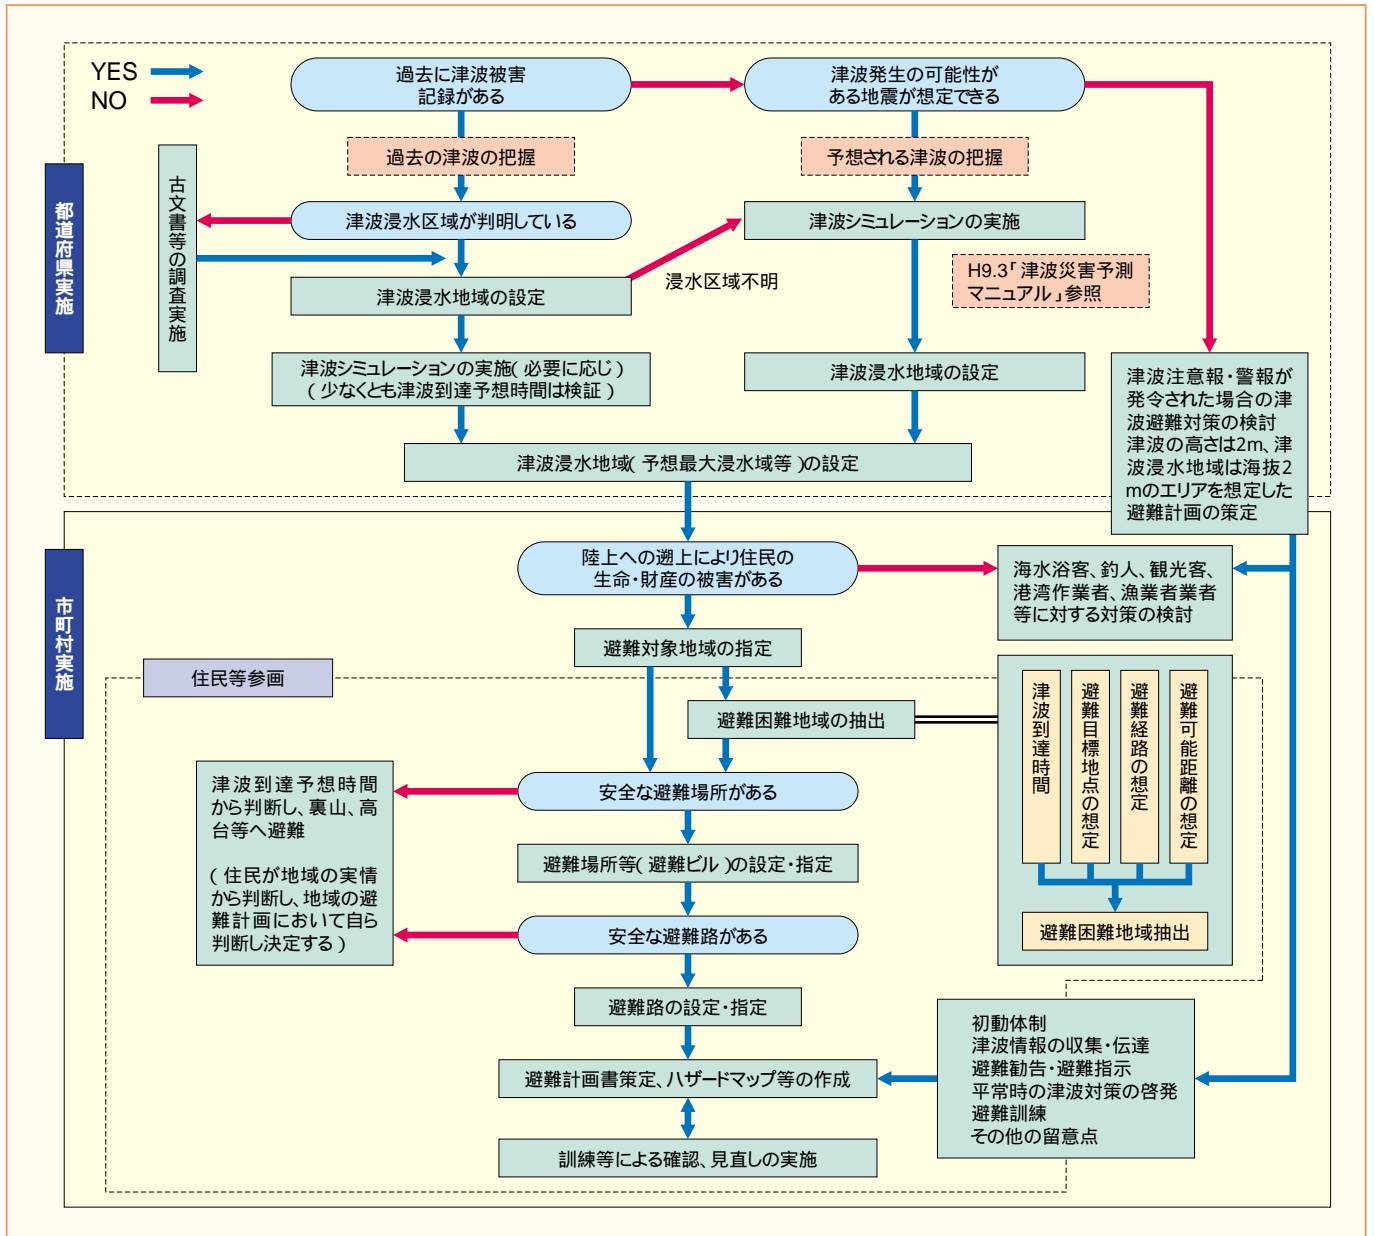 YES
NO
過去に津波被害
記録がある
津波発生の可能性が
ある地震が想定できる
過去の津波の把握
予想される津波の把握
都道府県実施
古文書等の調査実施
津波浸水区域が判明している
津波シミュレーションの実施
浸水区域不明
H9.3「津波災害予測
マニュアル」参照
津波浸水地域の設定
津波シミュレーションの実施(必要に応じ)
(少なくとも津波到達予想時間は検証)
津波浸水地域の設定
津波注意報・警報が
発令された場合の津
波避難対策の検討
津波の高さは2m、津
波浸水地域は海抜2
mのエリアを想定した
避難計画の策定
津波浸水地域(予想最大浸水域等)の設定
市町村実施
陸上への遡上により住民の
生命・財産の被害がある
海水浴客、釣人、観光客、
港湾作業者、漁業者業者
等に対する対策の検討
避難対象地域の指定
住民等参画
避難困難地域の抽出
津波到達時間
避難目標地点の想定
避難経路の想定
避難可能距離の想定
避難困難地域抽出
安全な避難場所がある
津波到達予想時間
から判断し、裏山、高
台等へ避難
(住民が地域の実情
から判断し、地域の避
難計画において自ら
判断し決定する)
避難場所等(避難ビル)の設定・指定
安全な避難路がある
避難路の設定・指定
初動体制
津波情報の収集・伝達
避難勧告・避難指示
平常時の津波対策の啓発
避難訓練
その他の留意点
避難計画書策定、ハザードマップ等の作成
訓練等による確認、見直しの実施